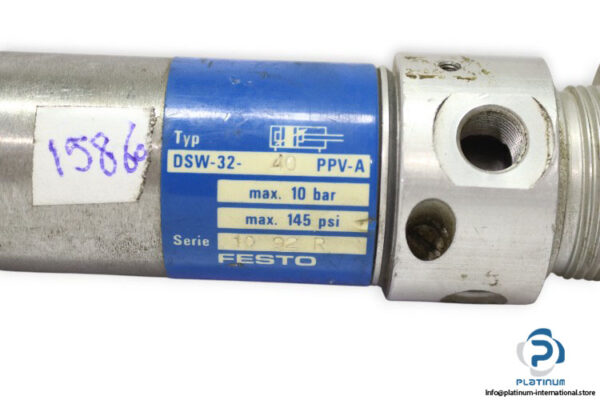 1586
Typ
DSW-32- 40 PPV-A
max. 10 bar
max. 145 psi
Serie 10 92 R
FESTO
PLATINUM
Info@platinum-international.store